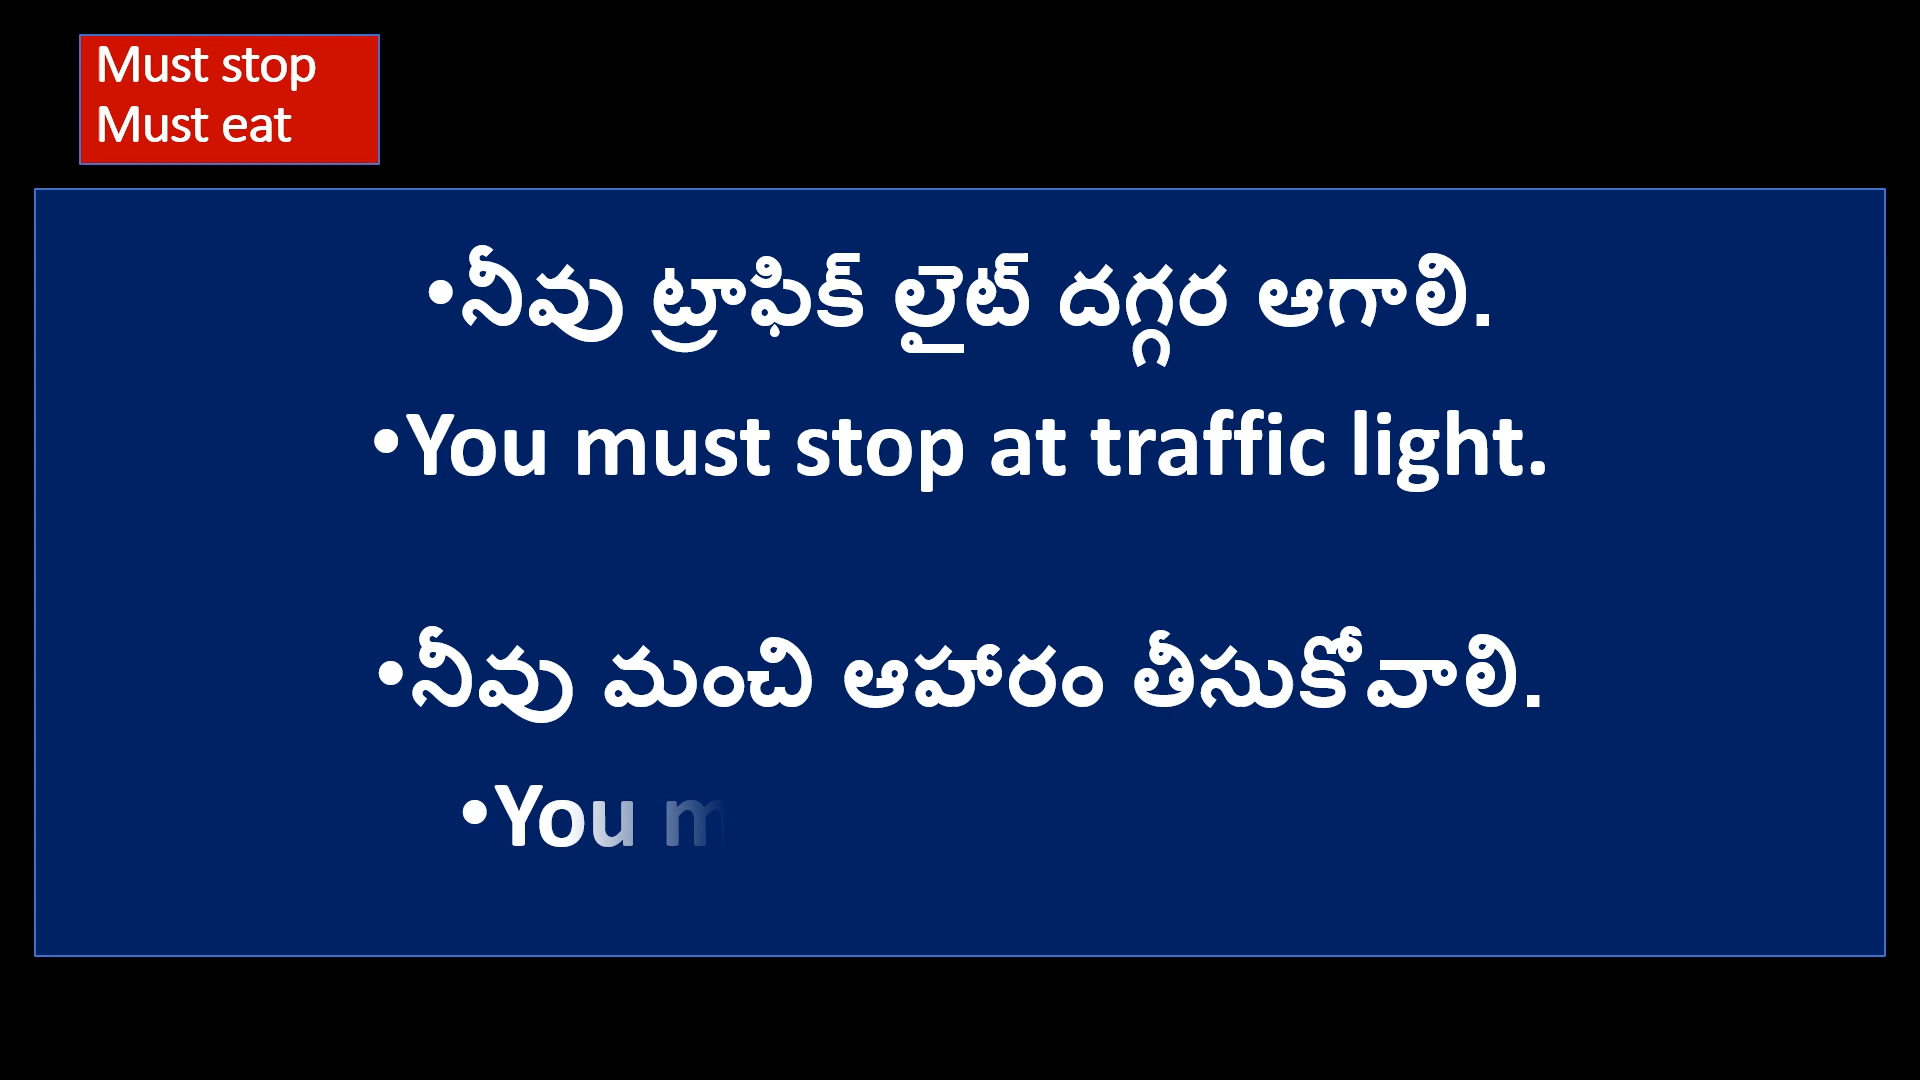 Must stop
Must eat
•నీవు ట్రాఫిక్ లైట్ దగ్గర ఆగాలి.
•You must stop at traffic light.
•నీవు మంచి ఆహారం తీసుకోవాలి.
•You